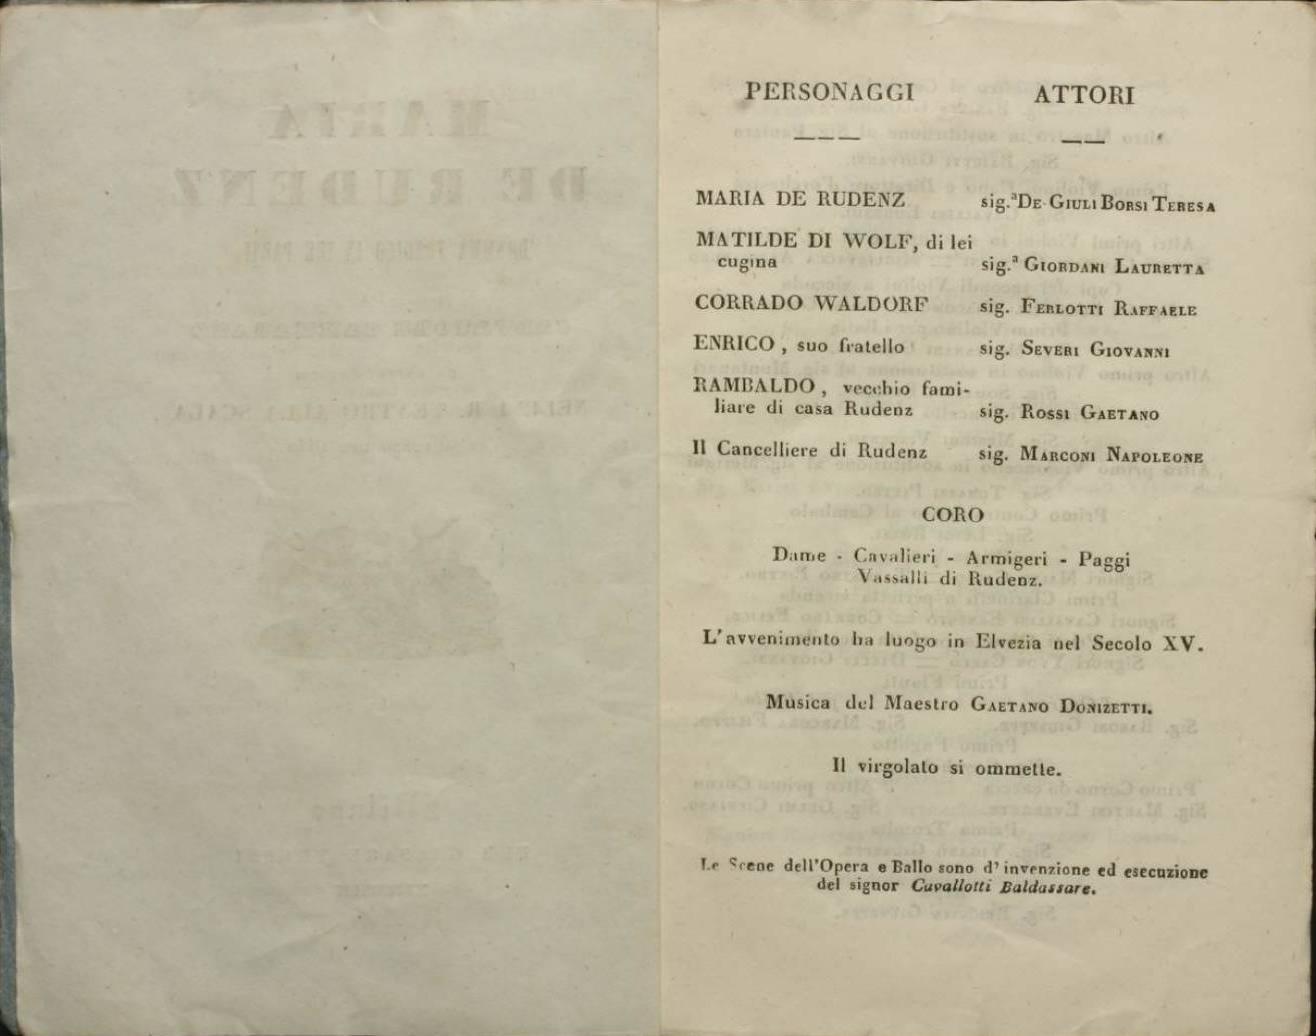 PERSONAGGI ATTORI
MARIA DE RUDENZ sig.ª DE GIULI BORSI TERESA
MATILDE DI WOLF, di lei
cugina sig.ª GIORDANI LAURETTA
CORRADO WALDORF sig. FERLOTTI RAFFAELE
ENRICO, suo fratello sig. SEVERI GIOVANNI
RAMBALDO, vecchio fami-
liare di casa Rudenz sig. ROSSI GAETANO
Il Cancelliere di Rudenz sig. MARCONI NAPOLEONE
CORO
Dame - Cavalieri - Armigeri - Paggi
Vassalli di Rudenz.
L'avvenimento ha luogo in Elvezia nel Secolo XV.
Musica del Maestro GAETANO DONIZETTI.
Il virgolato si ommette.
Le Scene dell'Opera e Ballo sono d'invenzione ed esecuzione
del signor Cavallotti Baldassare.